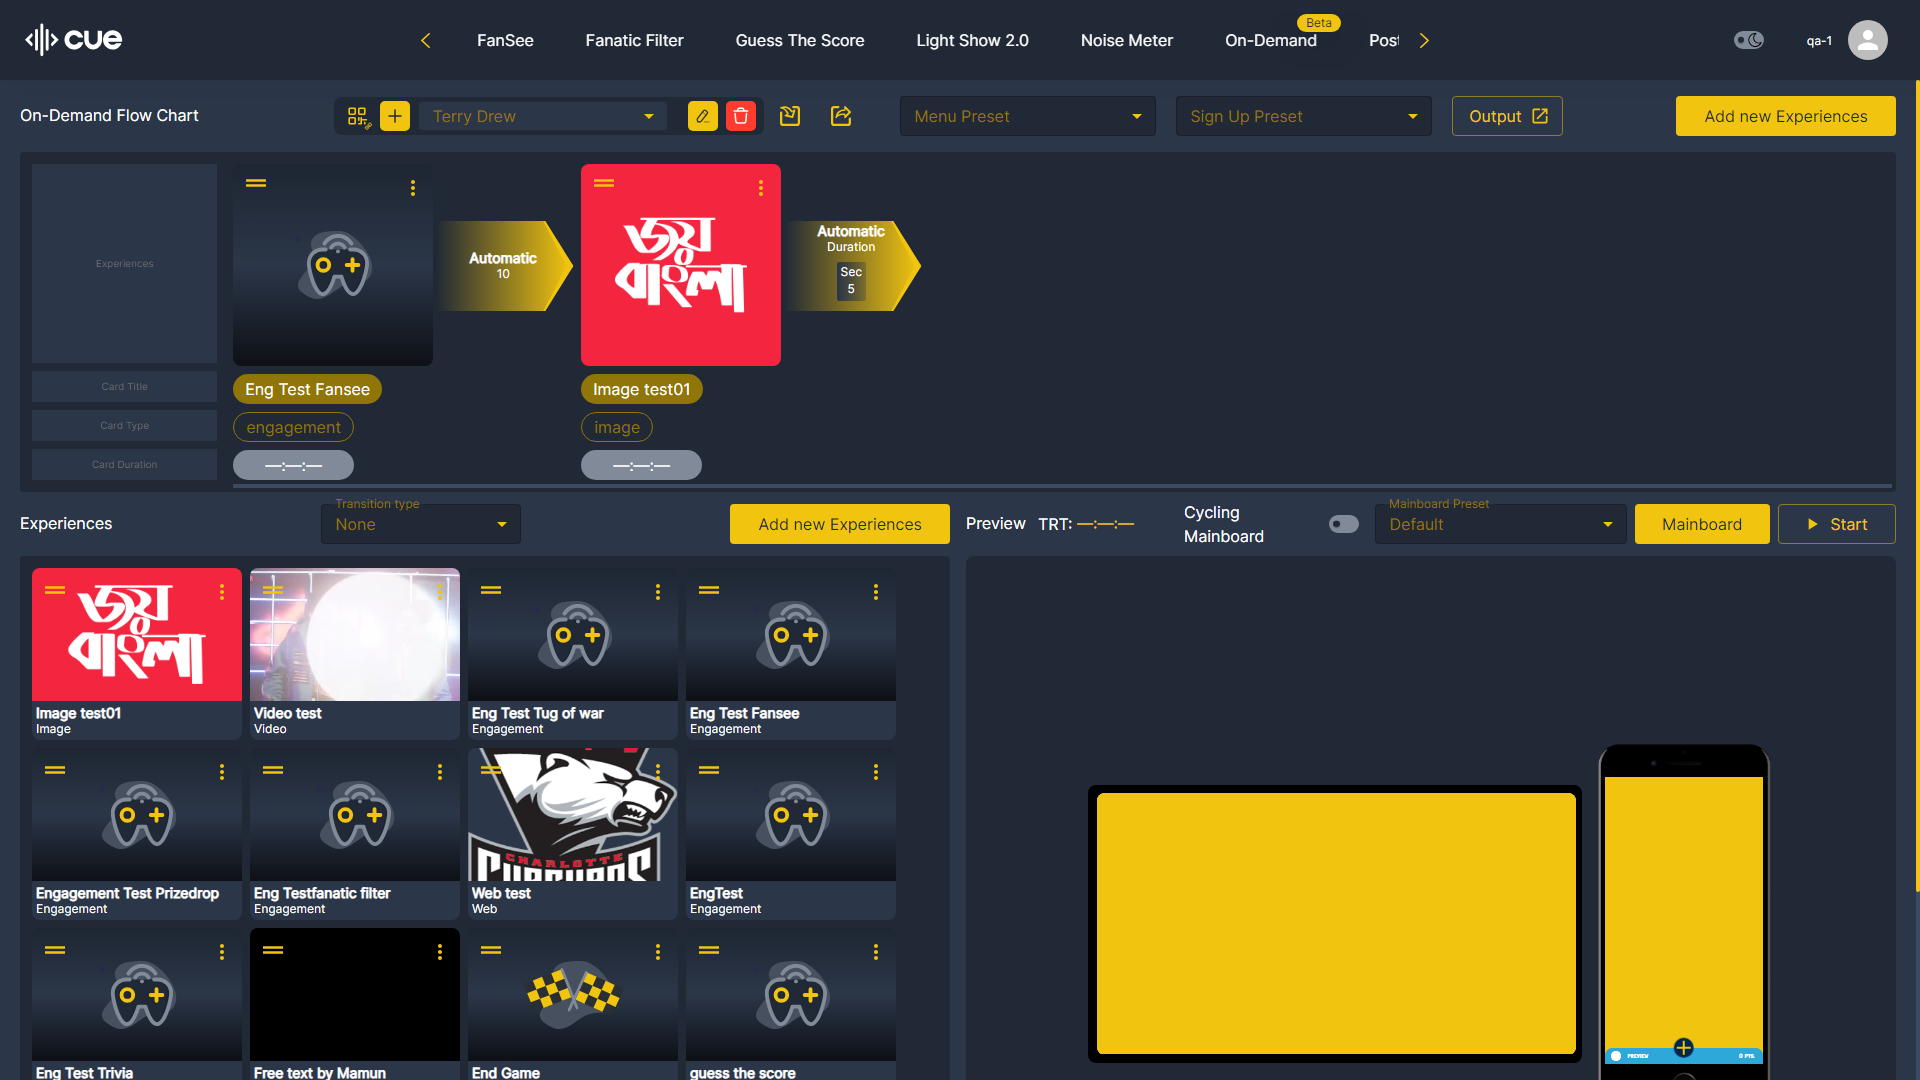 cue
FanSee
Fanatic Filter
Guess The Score
Light Show 2.0
Noise Meter
Beta
On-Demand
Post
qa-1
On-Demand Flow Chart
Terry Drew
Menu Preset
Sign Up Preset
Output
Add new Experiences
Experiences
Card Title
Card Type
Card Duration
Automatic
10
জয়
বাংলা
Automatic
Duration
Sec
5
Eng Test Fansee
engagement
—:—:—
Image test01
image
—:—:—
Experiences
Transition type
None
Add new Experiences
Preview
TRT: —:—:—
Cycling
Mainboard
Mainboard Preset
Default
Mainboard
Start
জয়
বাংলা
Image test01
Image
Video test
Video
Eng Test Tug of war
Engagement
Eng Test Fansee
Engagement
Engagement Test Prizedrop
Engagement
Eng Testfanatic filter
Engagement
CHARLOTTE
Web test
Web
EngTest
Engagement
Eng Test Trivia
Free text by Mamun
End Game
guess the score
PREVIEW
0 PTS.